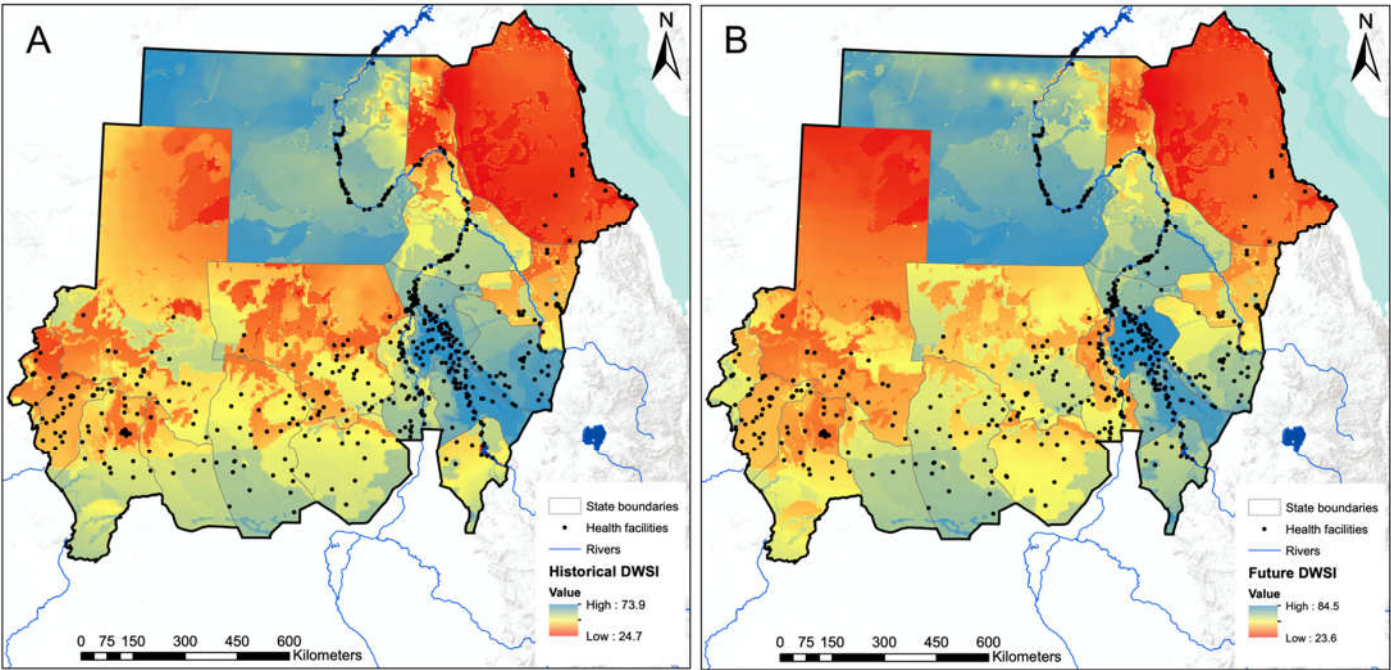 A
N
State boundaries
Health facilities
Rivers
Historical DWSI
Value
High : 73.9
Low : 24.7
0 75 150 300 450 600
Kilometers
B
N
State boundaries
Health facilities
Rivers
Future DWSI
Value
High : 84.5
Low : 23.6
0 75 150 300 450 600
Kilometers